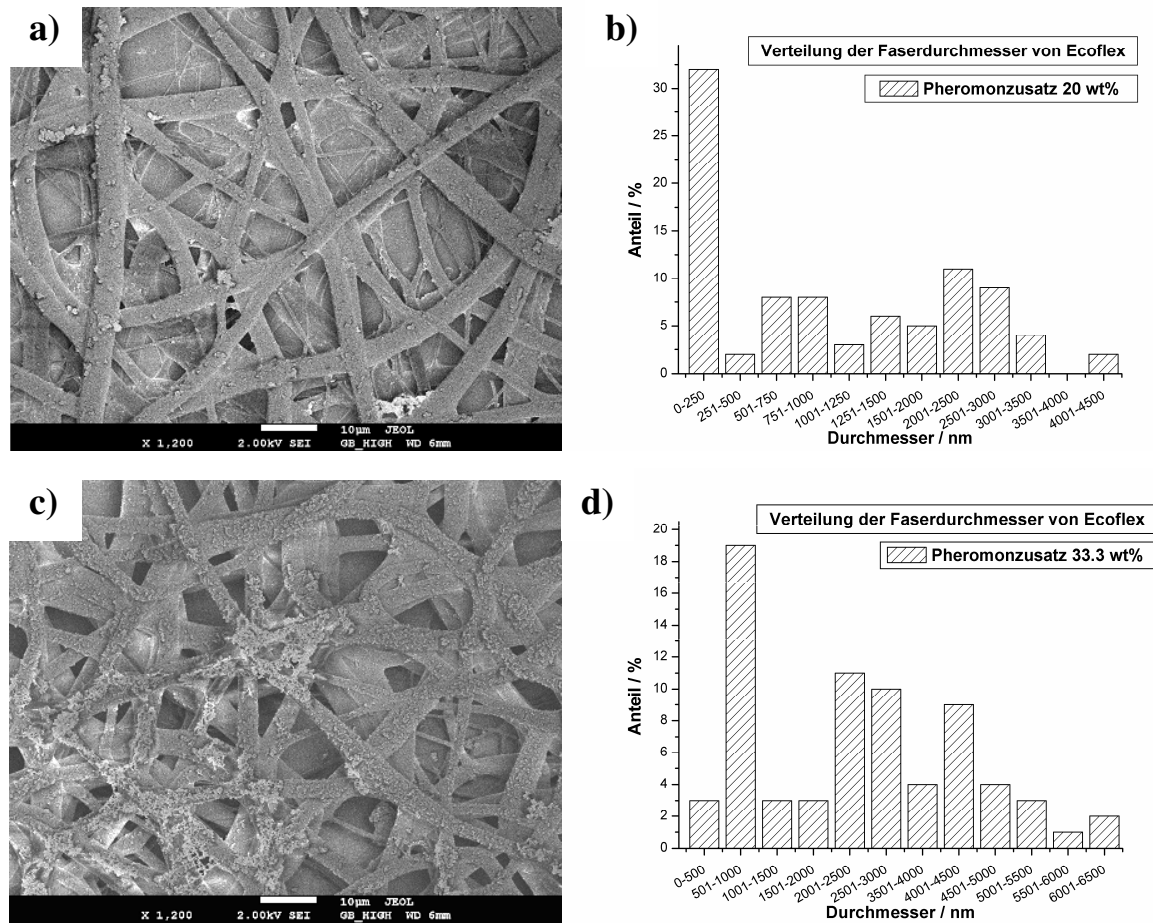 a)
X 1,200 2.00kV SEI 10µm JEOL GB_HIGH WD 6mm
b)
Verteilung der Faserdurchmesser von Ecoflex
Pheromonzusatz 20 wt%
Anteil / %
30
25
20
15
10
5
0
0-250 251-500 501-750 751-1000 1001-1250 1251-1500 1501-2000 2001-2500 2501-3000 3001-3500 3501-4000 4001-4500
Durchmesser / nm
c)
X 1,200 2.00kV SEI 10µm JEOL GB_HIGH WD 6mm
d)
Verteilung der Faserdurchmesser von Ecoflex
Pheromonzusatz 33.3 wt%
Anteil / %
20
18
16
14
12
10
8
6
4
2
0
0-500 501-1000 1001-1500 1501-2000 2001-2500 2501-3000 3501-4000 4001-4500 4501-5000 5001-5500 5501-6000 6001-6500
Durchmesser / nm